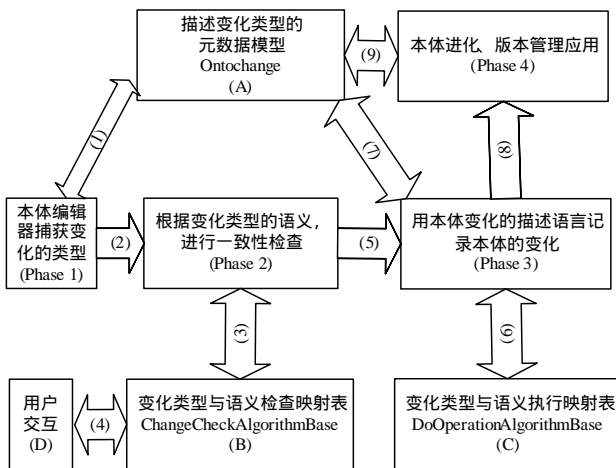 描述变化类型的
元数据模型
Ontochange
(A)
(9)
本体进化、版本管理应用
(Phase 4)
(1)
(7)
(8)
本体编辑
器捕获变
化的类型
(Phase 1)
(2)
根据变化类型的语义，
进行一致性检查
(Phase 2)
(5)
用本体变化的描述语言记
录本体的变化
(Phase 3)
(3)
(6)
用户
交互
(D)
(4)
变化类型与语义检查映射表
ChangeCheckAlgorithmBase
(B)
变化类型与语义执行映射表
DoOperationAlgorithmBase
(C)